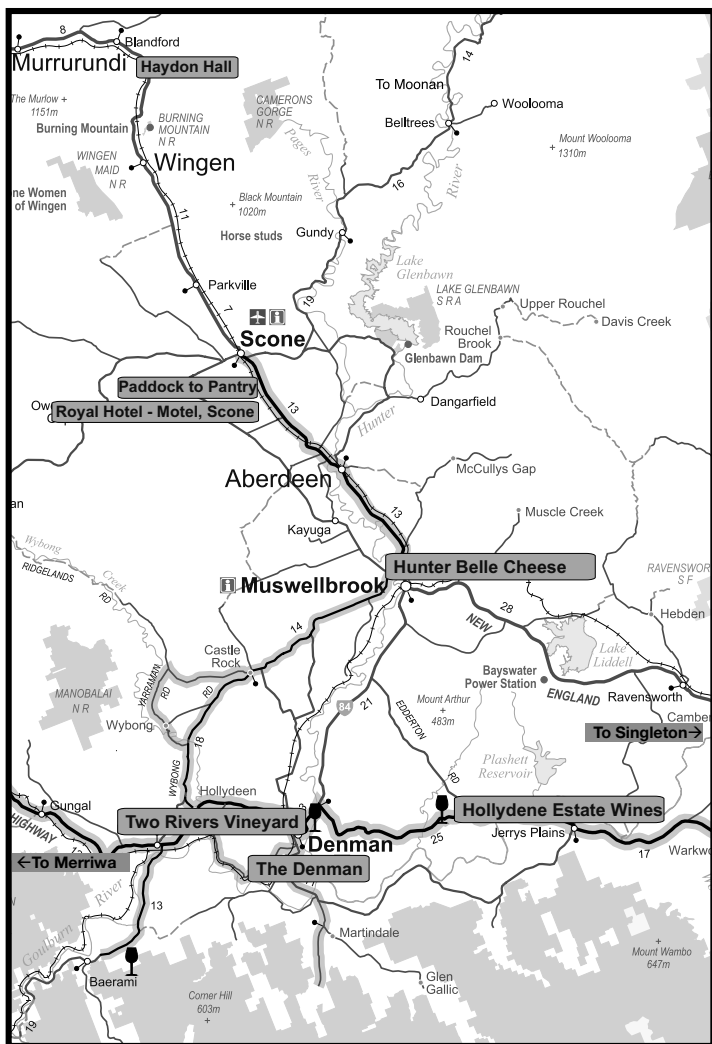 8
Blandford
Murrurundi
Haydon Hall
14
To Moonan
Woolooma
The Murlow +
1151m
CAMERONS
GORGE
N R
BURNING
MOUNTAIN
N R
Burning Mountain
Belltrees
Pages
River
Mount Woolooma
1310m
WINGEN
MAID
N R
Wingen
River
16
ne Women
of Wingen
Black Mountain
1020m
11
Horse studs
Gundy
Lake
Glenbawn
Parkville
LAKE GLENBAWN
S R A
19
7
Upper Rouchel
Davis Creek
Scone
Rouchel
Brook
Glenbawn Dam
Paddock to Pantry
Royal Hotel - Motel, Scone
13
Ow
Dangarfield
Hunter
Aberdeen
McCullys Gap
13
an
Kayuga
Muscle Creek
Wybong
Creek
RIDGELANDS
RD
Hunter Belle Cheese
RAVENSWOR
S F
Muswellbrook
28
Hebden
14
NEW
Castle
Rock
Lake
Liddell
YARRAMAN
RD
RD
Bayswater
Power Station
ENGLAND
Ravensworth
MANOBALAI
N R
84
21
EDDERTON
RD
Mount Arthur
483m
Camber
Wybong
18
To Singleton→
WYBONG
Plashett
Reservoir
Hollydeen
Gungal
HIGHWAY
Two Rivers Vineyard
Hollydene Estate Wines
Jerrys Plains
Denman
25
17
Warkwo
←To Merriwa
The Denman
River
13
Goulburn
Martindale
Mount Wambo
647m
Baerami
Glen
Gallic
Corner Hill
603m
19